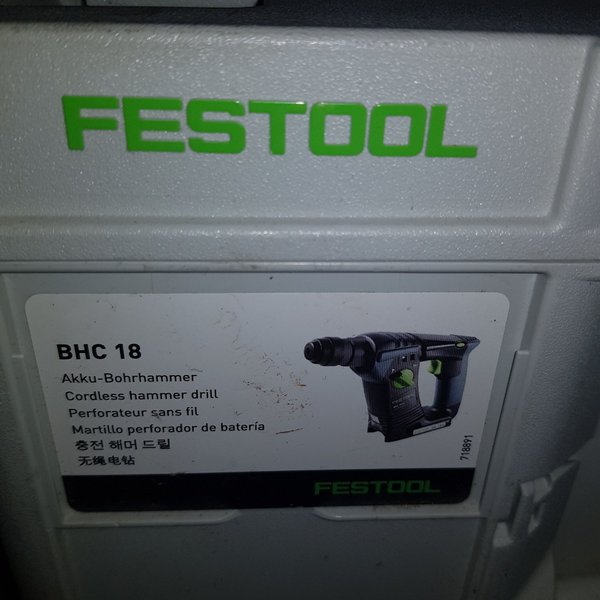 FESTOOL
BHC 18
Akku-Bohrhammer
Cordless hammer drill
Perforateur sans fil
Martillo perforador de batería
충전 해머 드릴
无绳电钻
718891
FESTOOL